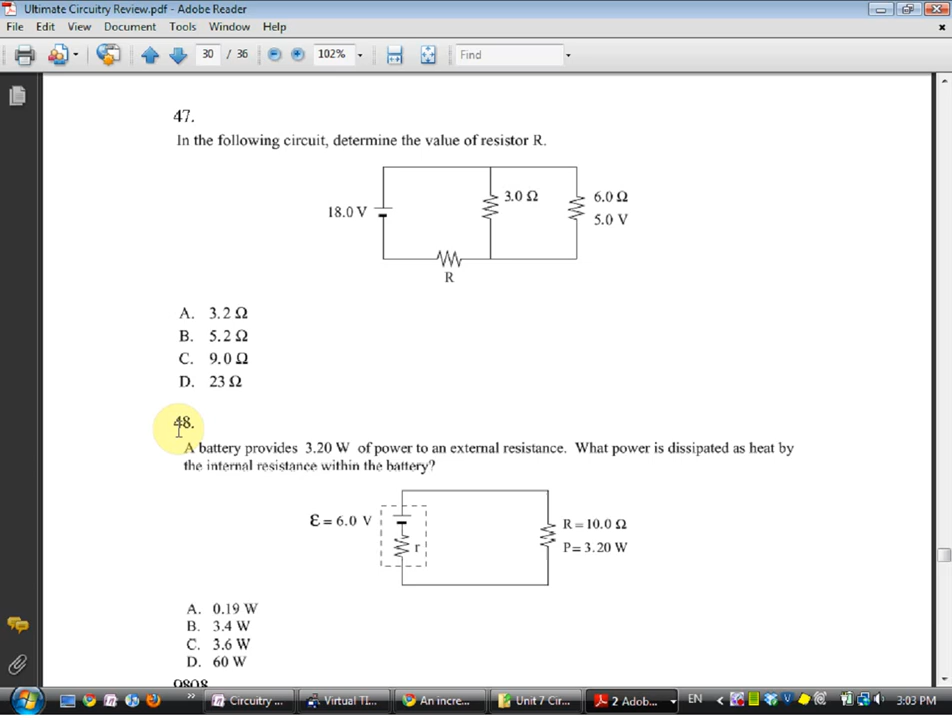 Ultimate Circuitry Review.pdf - Adobe Reader
File Edit View Document Tools Window Help
30 / 36 102% Find
47.
In the following circuit, determine the value of resistor R.
18.0 V
3.0 Ω
6.0 Ω
5.0 V
R
A. 3.2 Ω
B. 5.2 Ω
C. 9.0 Ω
D. 23 Ω
48.
A battery provides 3.20 W of power to an external resistance. What power is dissipated as heat by
the internal resistance within the battery?
Ɛ = 6.0 V
r
R = 10.0 Ω
P = 3.20 W
A. 0.19 W
B. 3.4 W
C. 3.6 W
D. 60 W
9808
Circuitry ... Virtual TI... An incre... Unit 7 Cir... 2 Adob... EN 3:03 PM